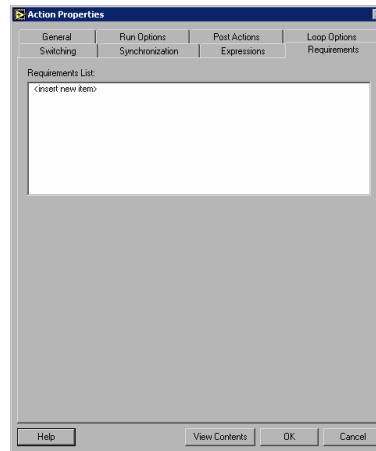 Action Properties
General Run Options Post Actions Loop Options
Switching Synchronization Expressions Requirements
Requirements List:
<insert new item>
Help View Contents OK Cancel